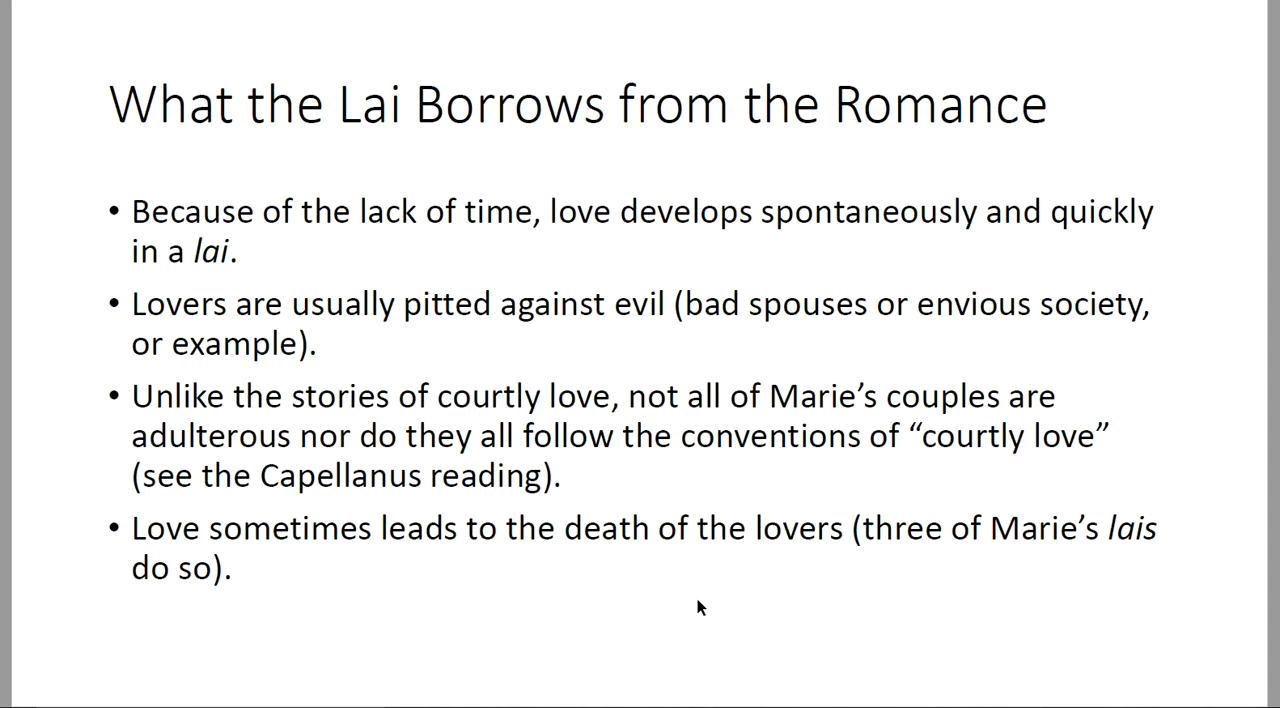 What the Lai Borrows from the Romance
• Because of the lack of time, love develops spontaneously and quickly
in a lai.
• Lovers are usually pitted against evil (bad spouses or envious society,
or example).
• Unlike the stories of courtly love, not all of Marie’s couples are
adulterous nor do they all follow the conventions of “courtly love”
(see the Capellanus reading).
• Love sometimes leads to the death of the lovers (three of Marie’s lais
do so).